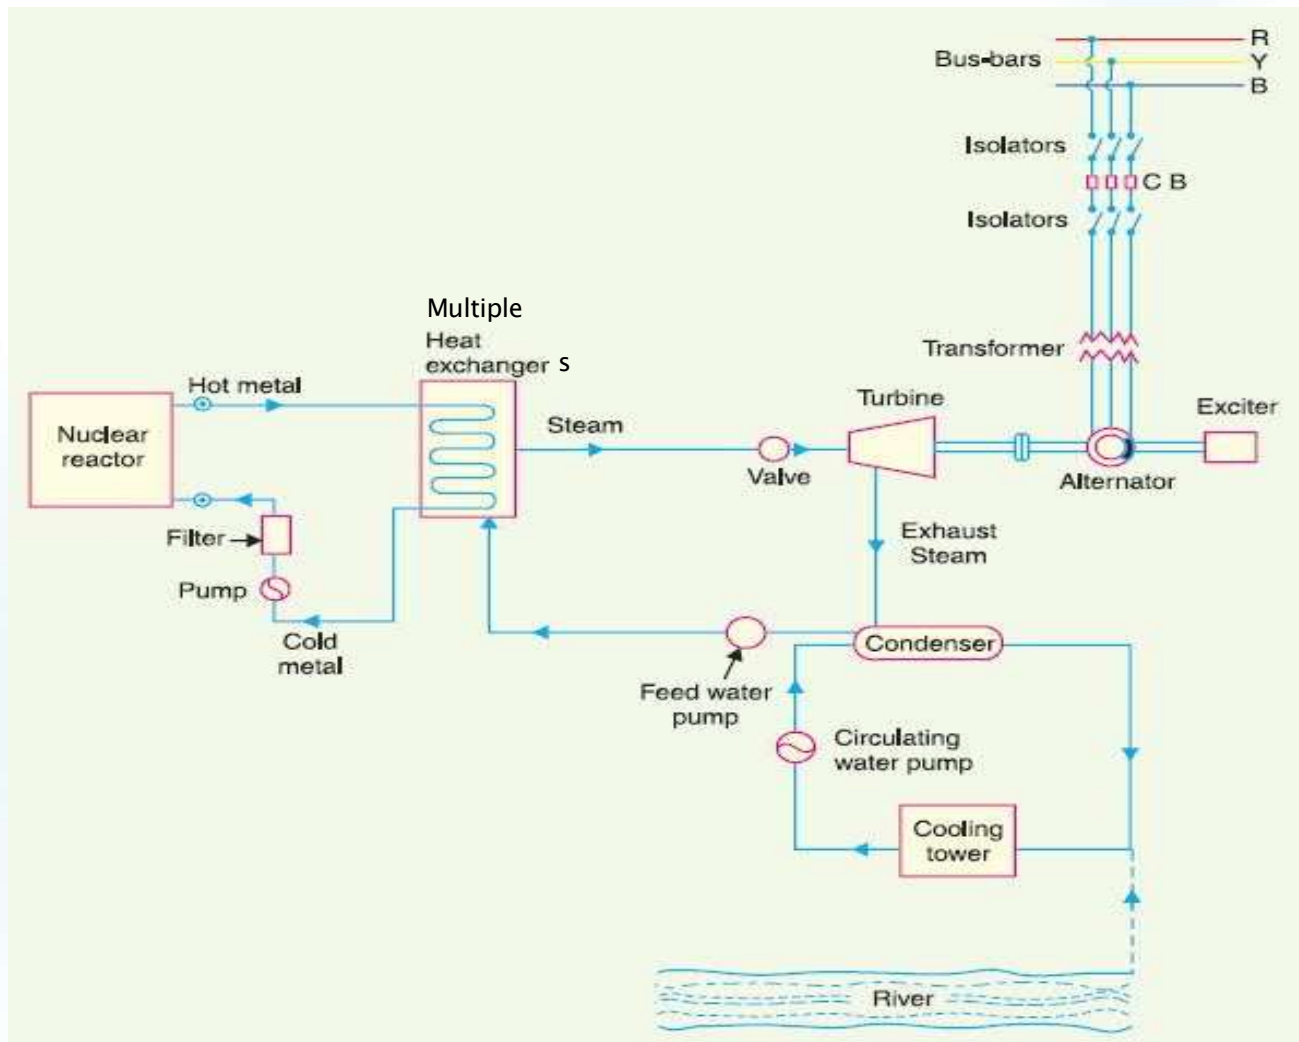 R
Bus-bars
Y
B
Isolators
C B
Isolators
Multiple
Heat
exchanger s
Transformer
Hot metal
Turbine
Exciter
Nuclear
reactor
Steam
Valve
Alternator
Filter
Exhaust
Steam
Pump
Cold
metal
Condenser
Feed water
pump
Circulating
water pump
Cooling
tower
River